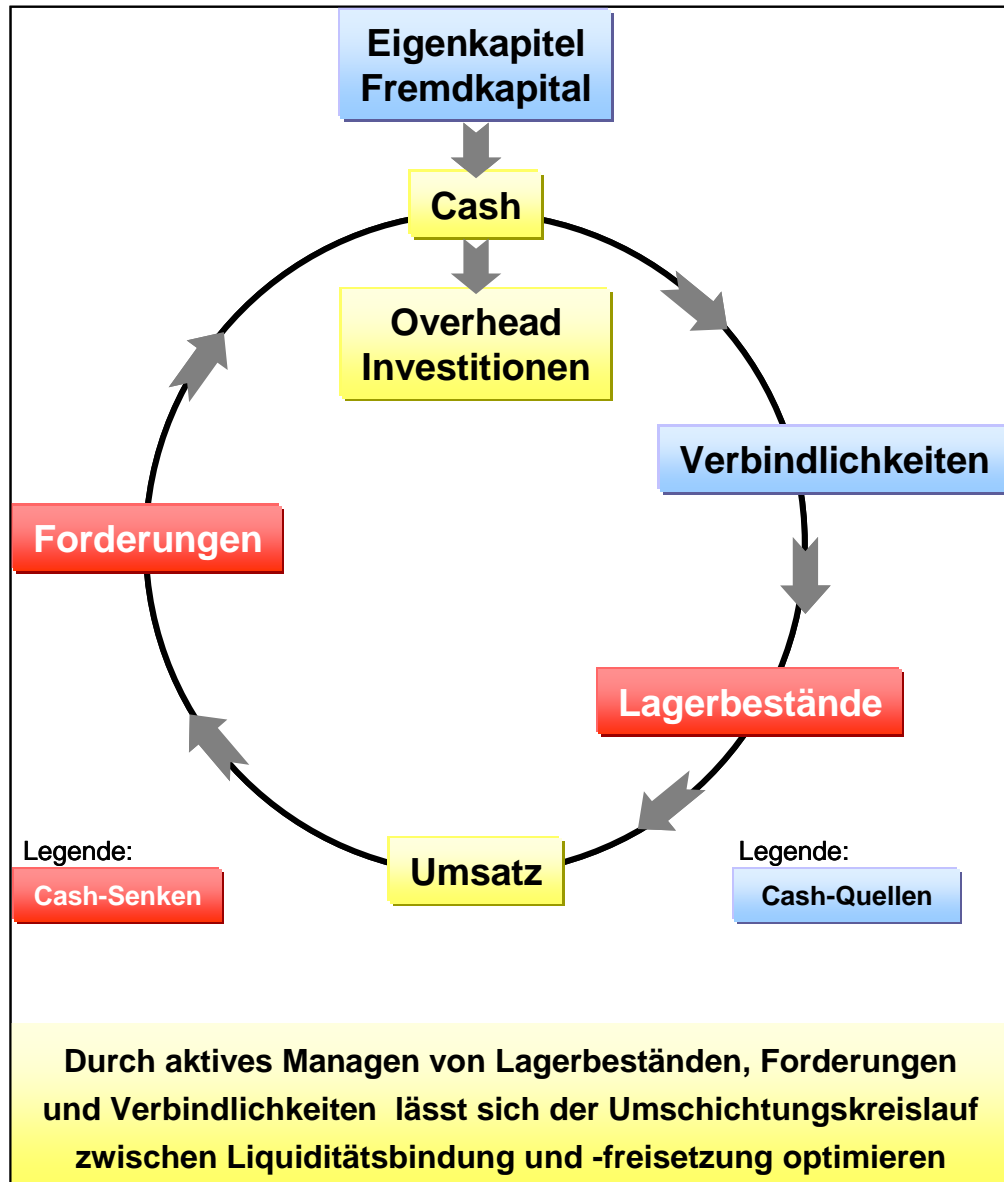 Eigenkapitel
Fremdkapital
Cash
Overhead
Investitionen
Verbindlichkeiten
Forderungen
Lagerbestände
Umsatz
Legende:
Cash-Senken
Legende:
Cash-Quellen
Durch aktives Managen von Lagerbeständen, Forderungen
und Verbindlichkeiten lässt sich der Umschichtungskreislauf
zwischen Liquiditätsbindung und -freisetzung optimieren